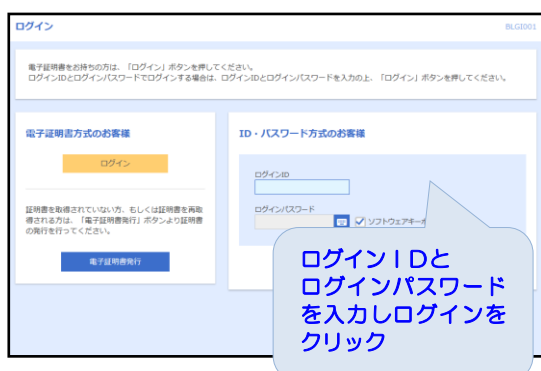 ログイン
BLGI001
電子証明書をお持ちの方は、「ログイン」ボタンを押してください。
ログインIDとログインパスワードでログインする場合は、ログインIDとログインパスワードを入力の上、「ログイン」ボタンを押してください。
電子証明書方式のお客様
ログイン
証明書を取得されていない方、もしくは証明書を再取
得される方は、「電子証明書発行」ボタンより証明書
の発行を行ってください。
電子証明書発行
ID・パスワード方式のお客様
ログインID
ログインパスワード
ソフトウェアキーボ
ログインIDと
ログインパスワード
を入力しログインを
クリック